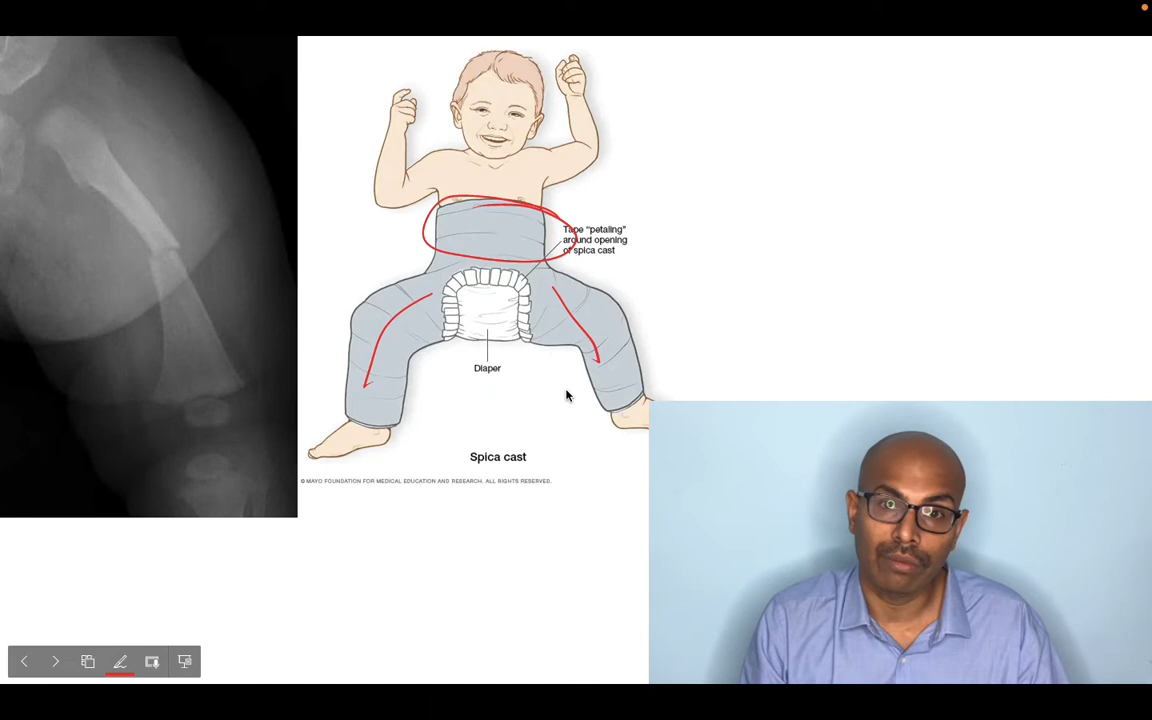 Tape “petaling”
around opening
of spica cast
Diaper
Spica cast
© MAYO FOUNDATION FOR MEDICAL EDUCATION AND RESEARCH. ALL RIGHTS RESERVED.